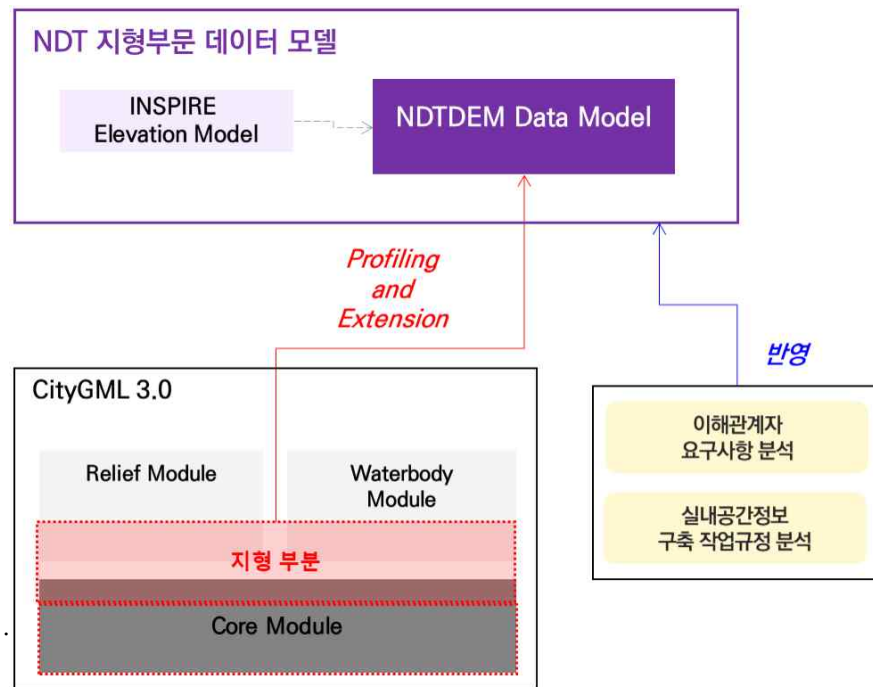 NDT 지형부문 데이터 모델
INSPIRE
Elevation Model
NDTDEM Data Model
Profiling
and
Extension
반영
CityGML 3.0
Relief Module
Waterbody
Module
지형 부분
Core Module
이해관계자
요구사항 분석
실내공간정보
구축 작업규정 분석
.